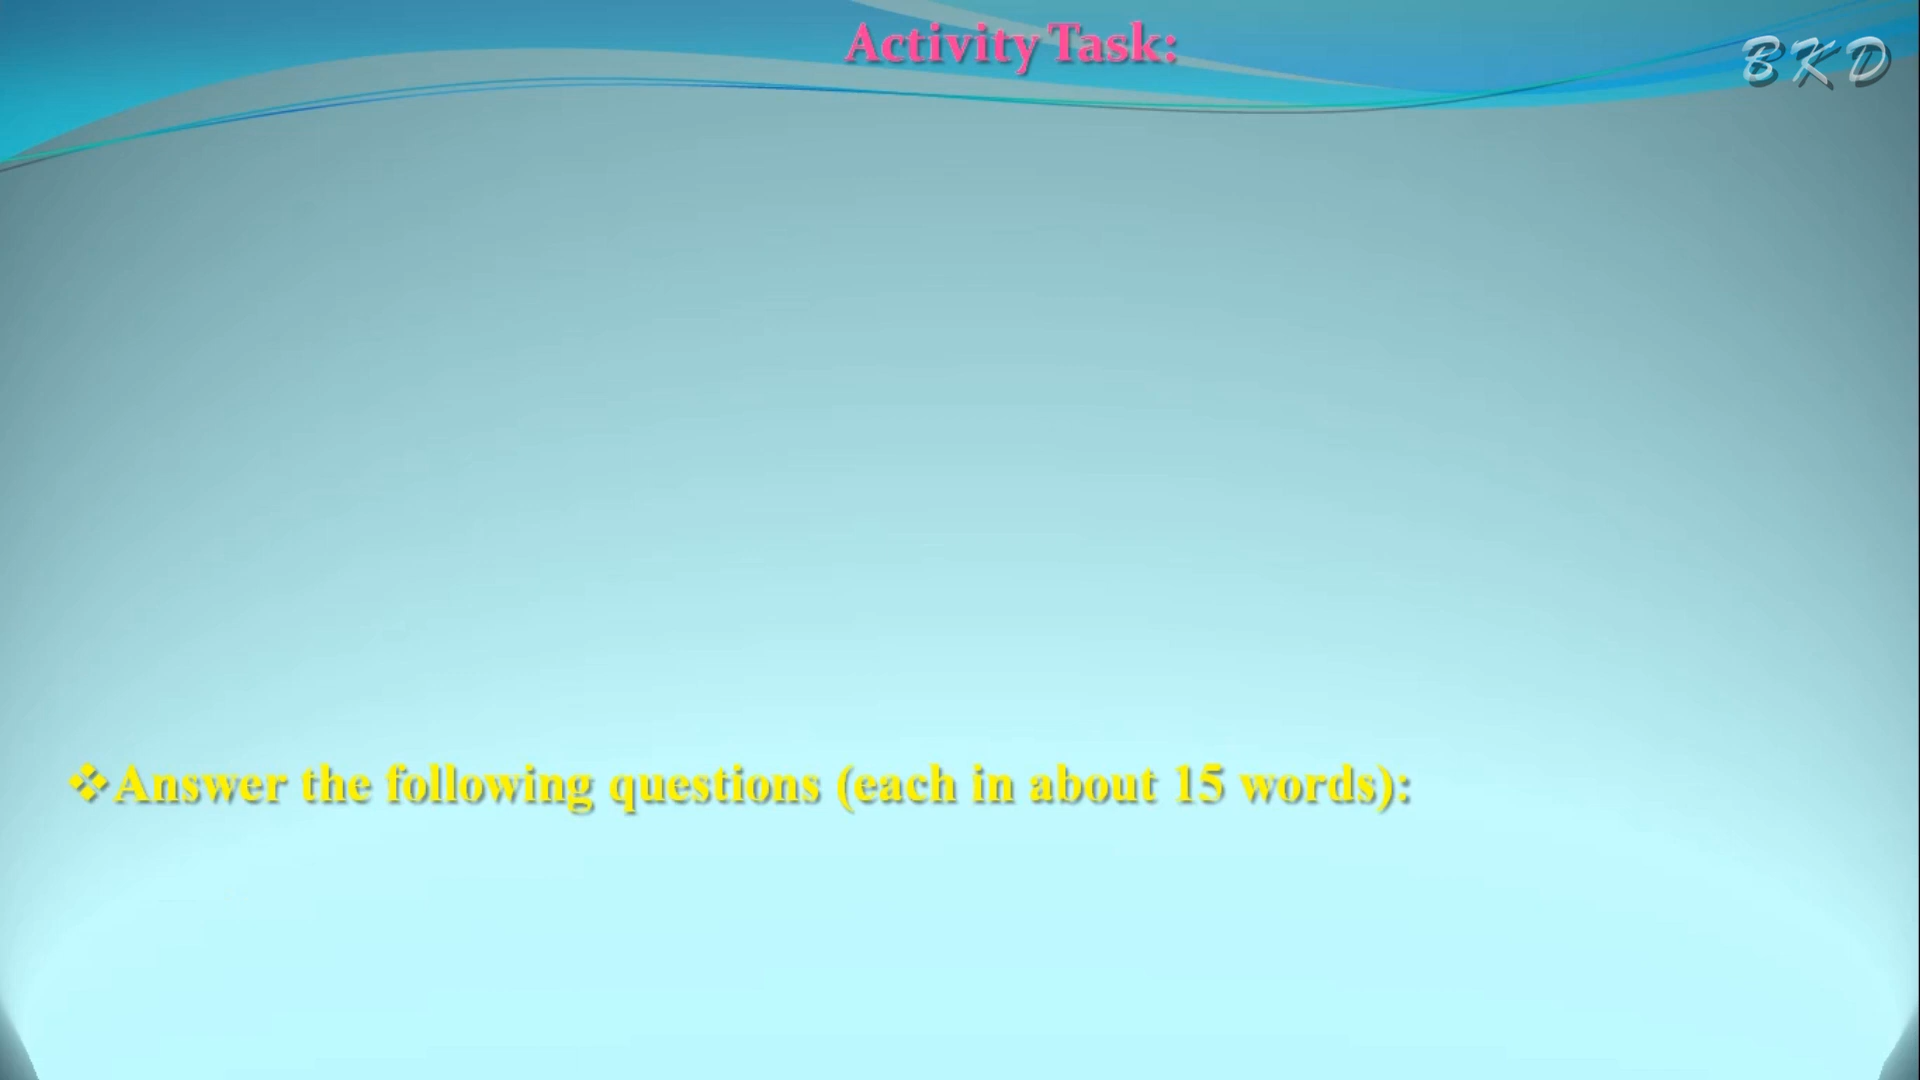 Activity Task:
BKD
❖Answer the following questions (each in about 15 words):